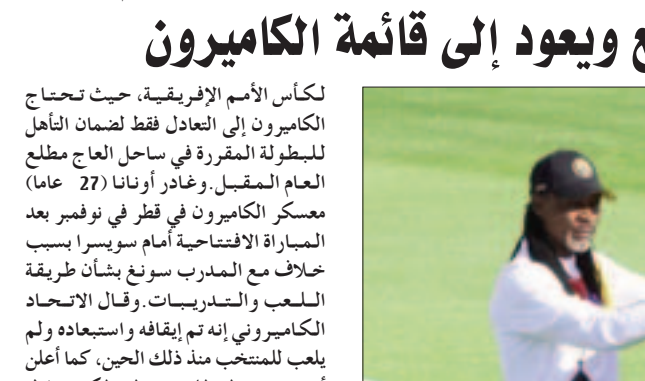 ويعود إلى قائمة الكاميرون
لكأس الأمم الإفريقية، حيث تحتاج
الكاميرون إلى التعادل فقط لضمان التأهل
للبطولة المقررة في ساحل العاج مطلع
العام المقبل. وغادر أونانا (27 عاما)
معسكر الكاميرون في قطر في نوفمبر بعد
المباراة الافتتاحية أمام سويسرا بسبب
خلاف مع المدرب سونغ بشأن طريقة
اللعب والتدريبات. وقال الاتحاد
الكاميروني إنه تم إيقافه واستبعاده ولم
يلعب للمنتخب منذ ذلك الحين، كما أعلن